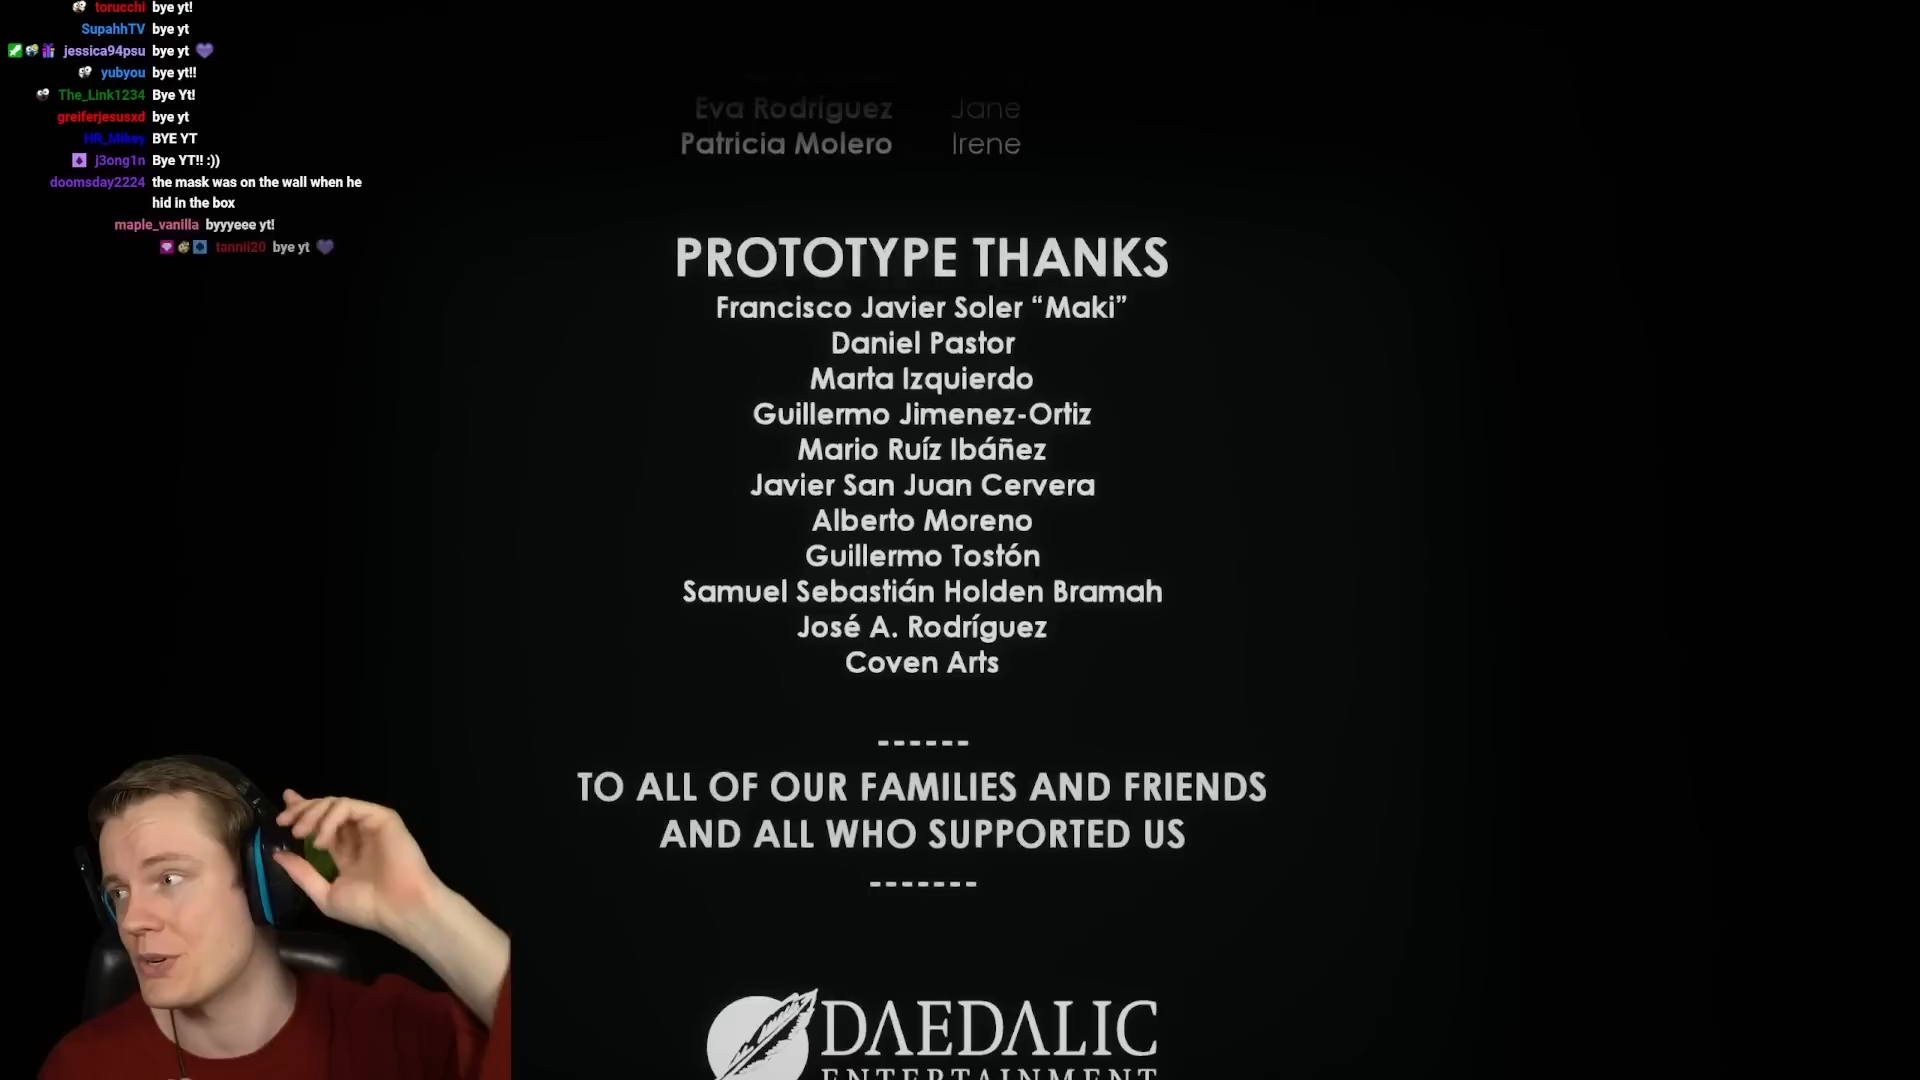 torucchi bye yt!
SupahhTV bye yt
jessica94psu bye yt
yubyou bye yt!!
The_Link1234 Bye Yt!
greiferjesusxd bye yt
HR_Mikey BYE YT
j3ong1n Bye YT!! :))
doomsday2224 the mask was on the wall when he
hid in the box
maple_vanilla byyyeee yt!
tannii20 bye yt
Eva Rodríguez Jane
Patricia Molero Irene
PROTOTYPE THANKS
Francisco Javier Soler “Maki”
Daniel Pastor
Marta Izquierdo
Guillermo Jimenez-Ortiz
Mario Ruíz Ibáñez
Javier San Juan Cervera
Alberto Moreno
Guillermo Tostón
Samuel Sebastián Holden Bramah
José A. Rodríguez
Coven Arts
------
TO ALL OF OUR FAMILIES AND FRIENDS
AND ALL WHO SUPPORTED US
-------
DAEDALIC
ENTERTAINMENT